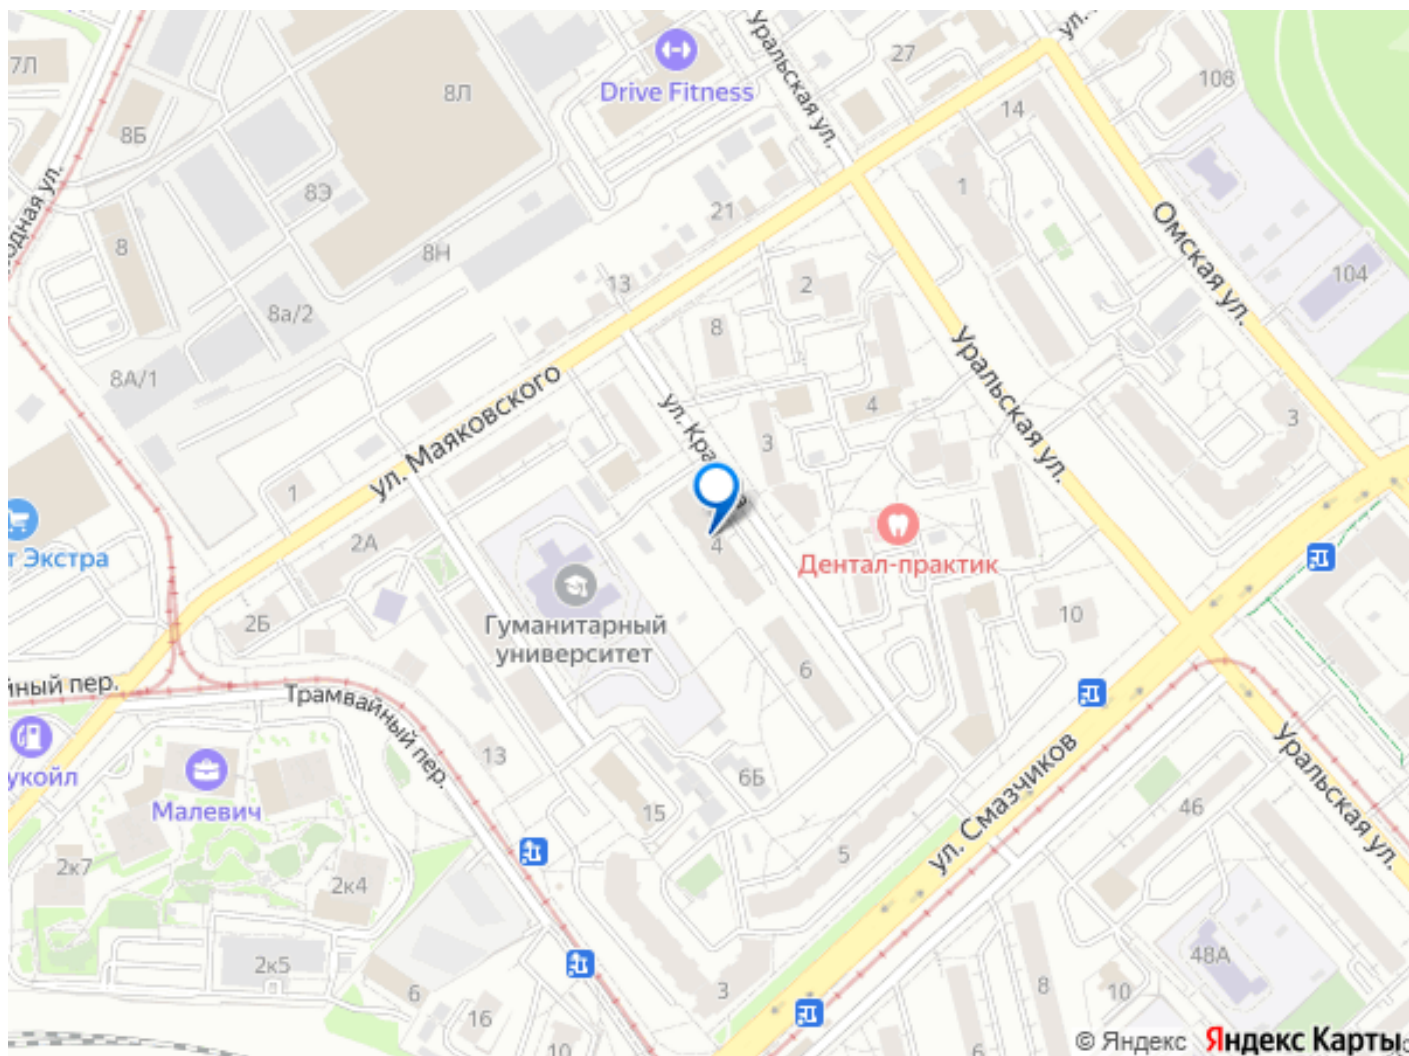 7Л
8Б
8Л
Drive Fitness
Уральская ул.
27
ул.
108
14
1
одная ул.
8Э
8
8Н
21
2
Омская ул.
104
8а/2
13
8
8А/1
ул. Маяковского
ул. Кра
3
4
Уральская ул.
3
1
2А
4
т Экстра
Дентал-практик
2Б
Гуманитарный
университет
10
6
йный пер.
Трамвайный пер.
укойл
Малевич
13
6Б
15
ул. Смазчиков
46
Уральская ул.
5
2к7
2к4
2к5
6
16
3
10
8
10
48А
© Яндекс Яндекс Карты